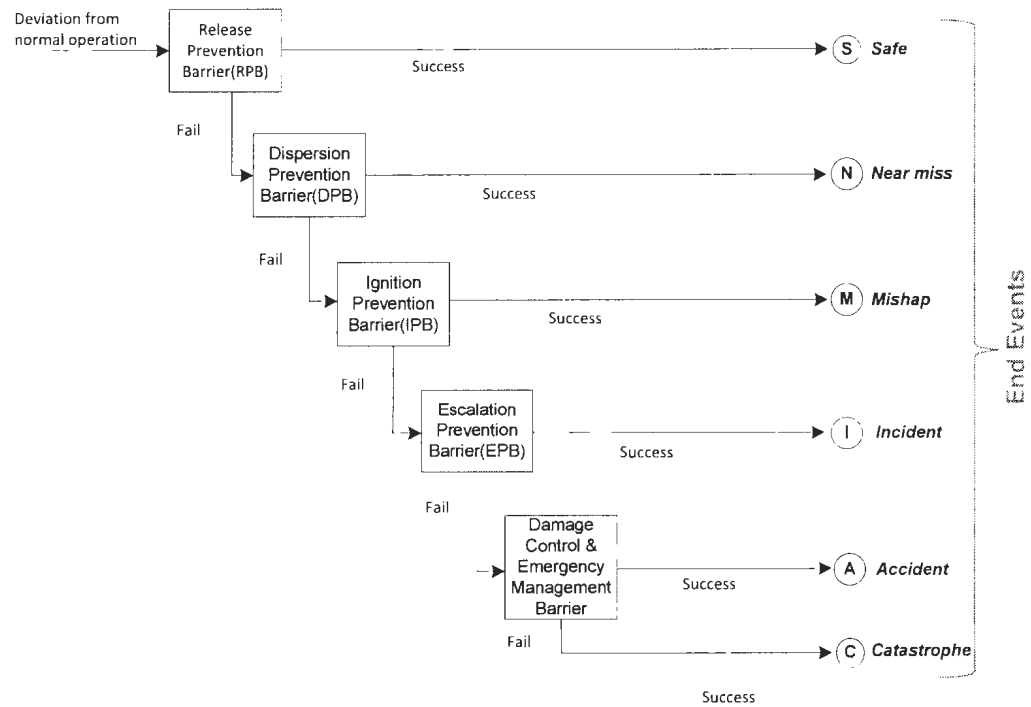 Deviation from
normal operation
Release
Prevention
Barrier(RPB)
Success
S Safe
Fail
Dispersion
Prevention
Barrier(DPB)
Success
N Near miss
Fail
Ignition
Prevention
Barrier(IPB)
Success
M Mishap
Fail
Escalation
Prevention
Barrier(EPB)
Success
I Incident
Fail
Damage
Control &
Emergency
Management
Barrier
Success
A Accident
Fail
C Catastrophe
Success
End Events